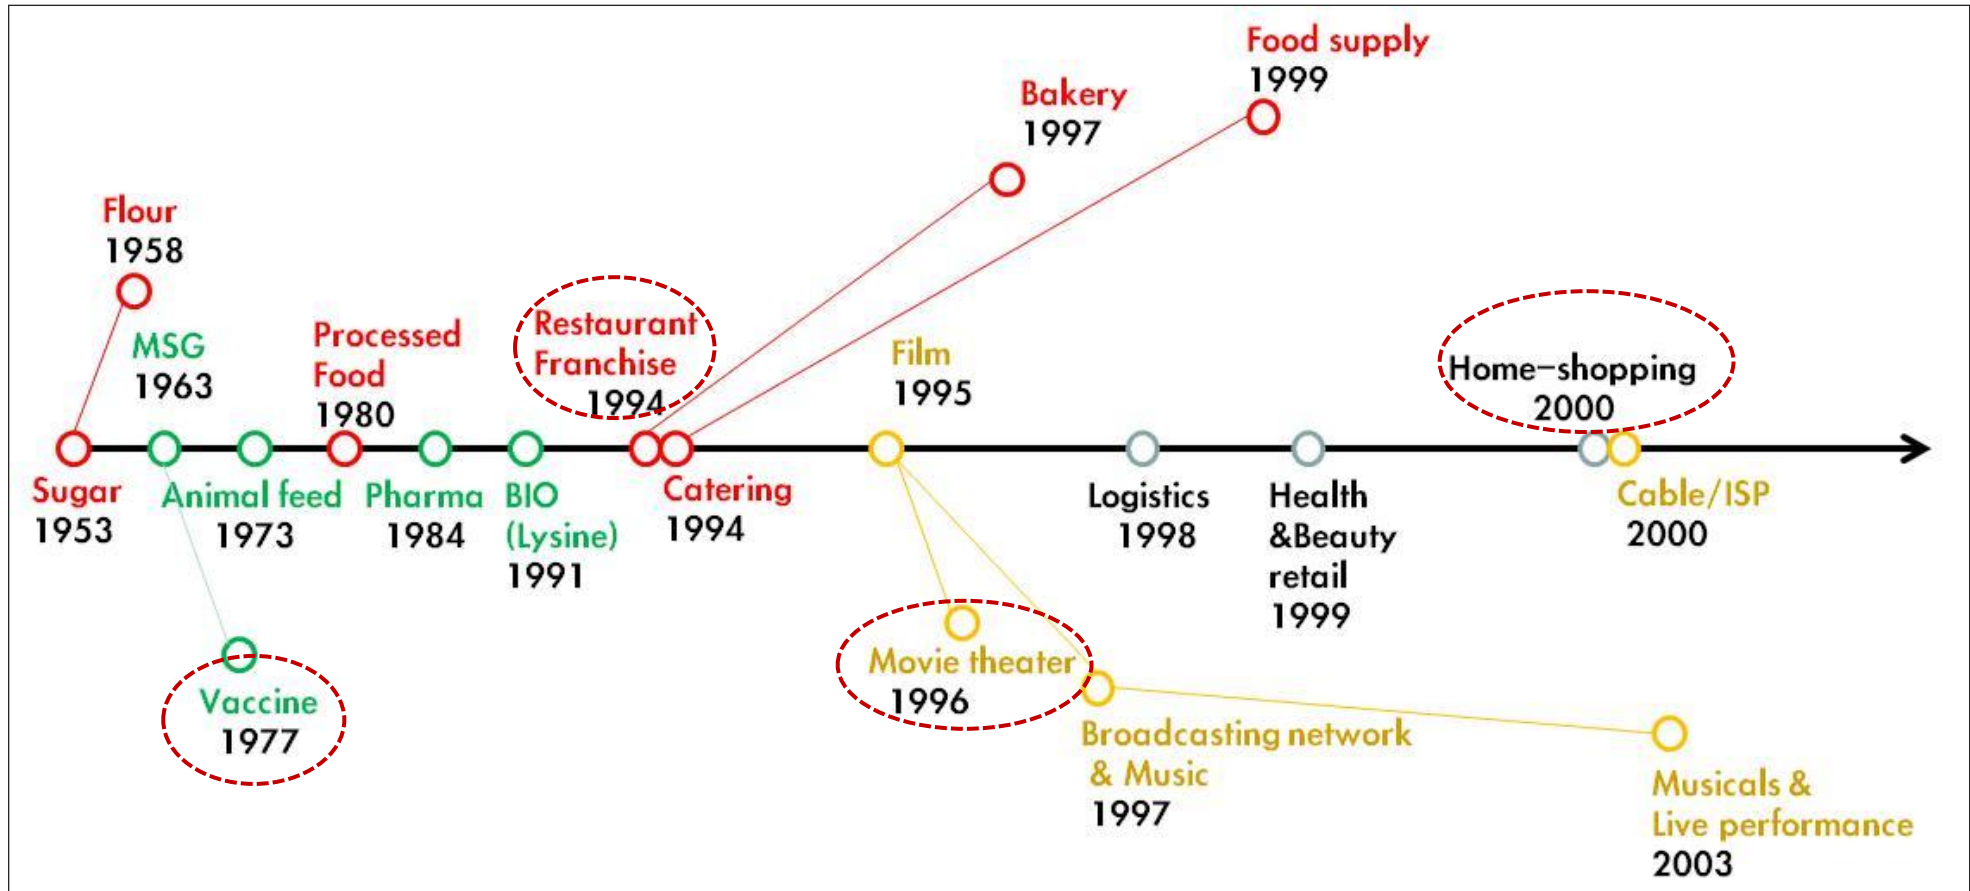 Food supply
1999
Bakery
1997
Flour
1958
MSG
1963
Processed
Food
1980
Restaurant
Franchise
1994
Film
1995
Home-shopping
2000
Sugar
1953
Animal feed
1973
Pharma
1984
BIO
(Lysine)
1991
Catering
1994
Logistics
1998
Health
&Beauty
retail
1999
Cable/ISP
2000
Vaccine
1977
Movie theater
1996
Broadcasting network
& Music
1997
Musicals &
Live performance
2003